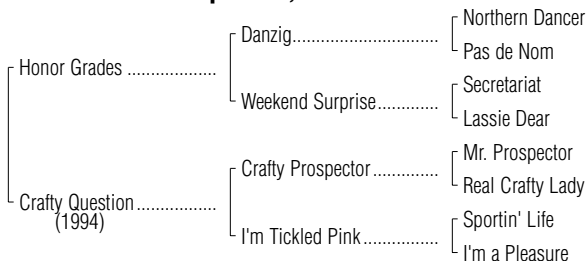 Northern Dancer
Danzig......................................
Pas de Nom
Honor Grades ....................
Secretariat
Weekend Surprise..............
Lassie Dear
Mr. Prospector
Crafty Prospector...............
Real Crafty Lady
Crafty Question..................
(1994)
Sportin' Life
I'm Tickled Pink.................
I'm a Pleasure